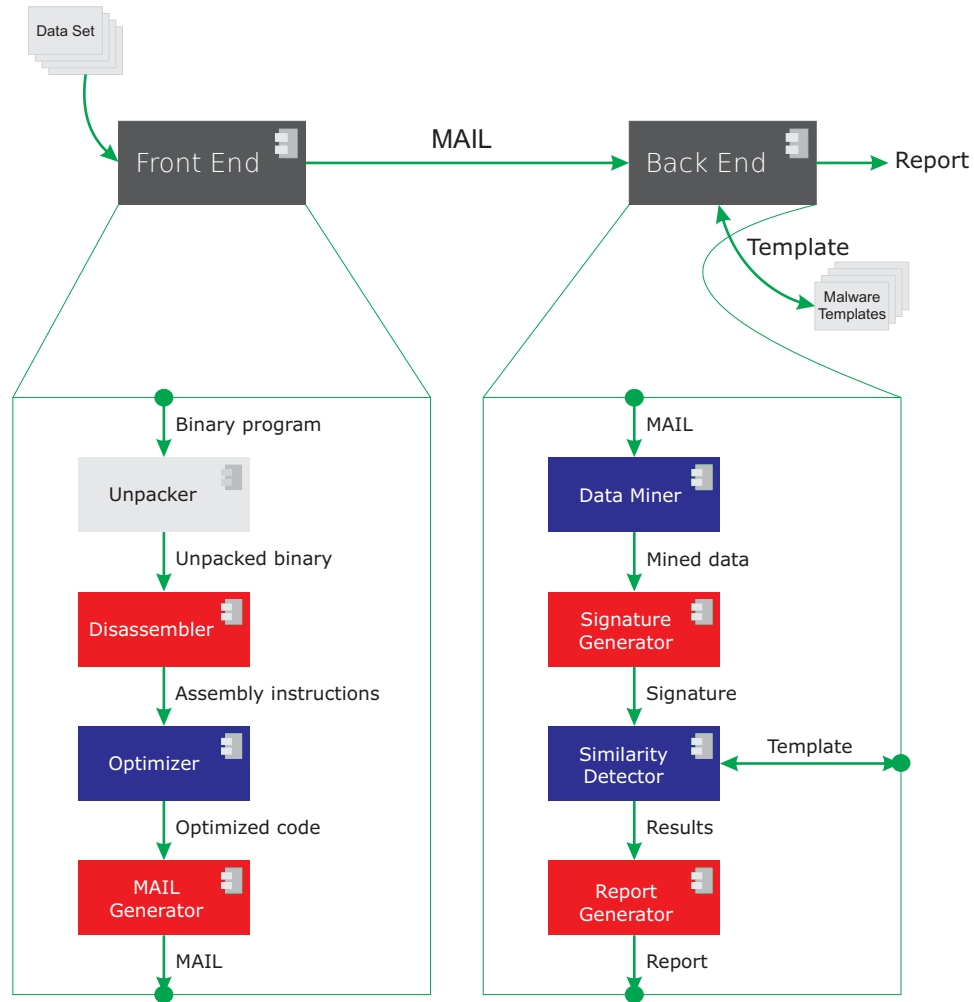 Data Set
Front End
MAIL
Back End
Report
Template
Malware
Templates
Binary program
Unpacker
Unpacked binary
Disassembler
Assembly instructions
Optimizer
Optimized code
MAIL
Generator
MAIL
MAIL
Data Miner
Mined data
Signature
Generator
Signature
Similarity
Detector
Template
Results
Report
Generator
Report